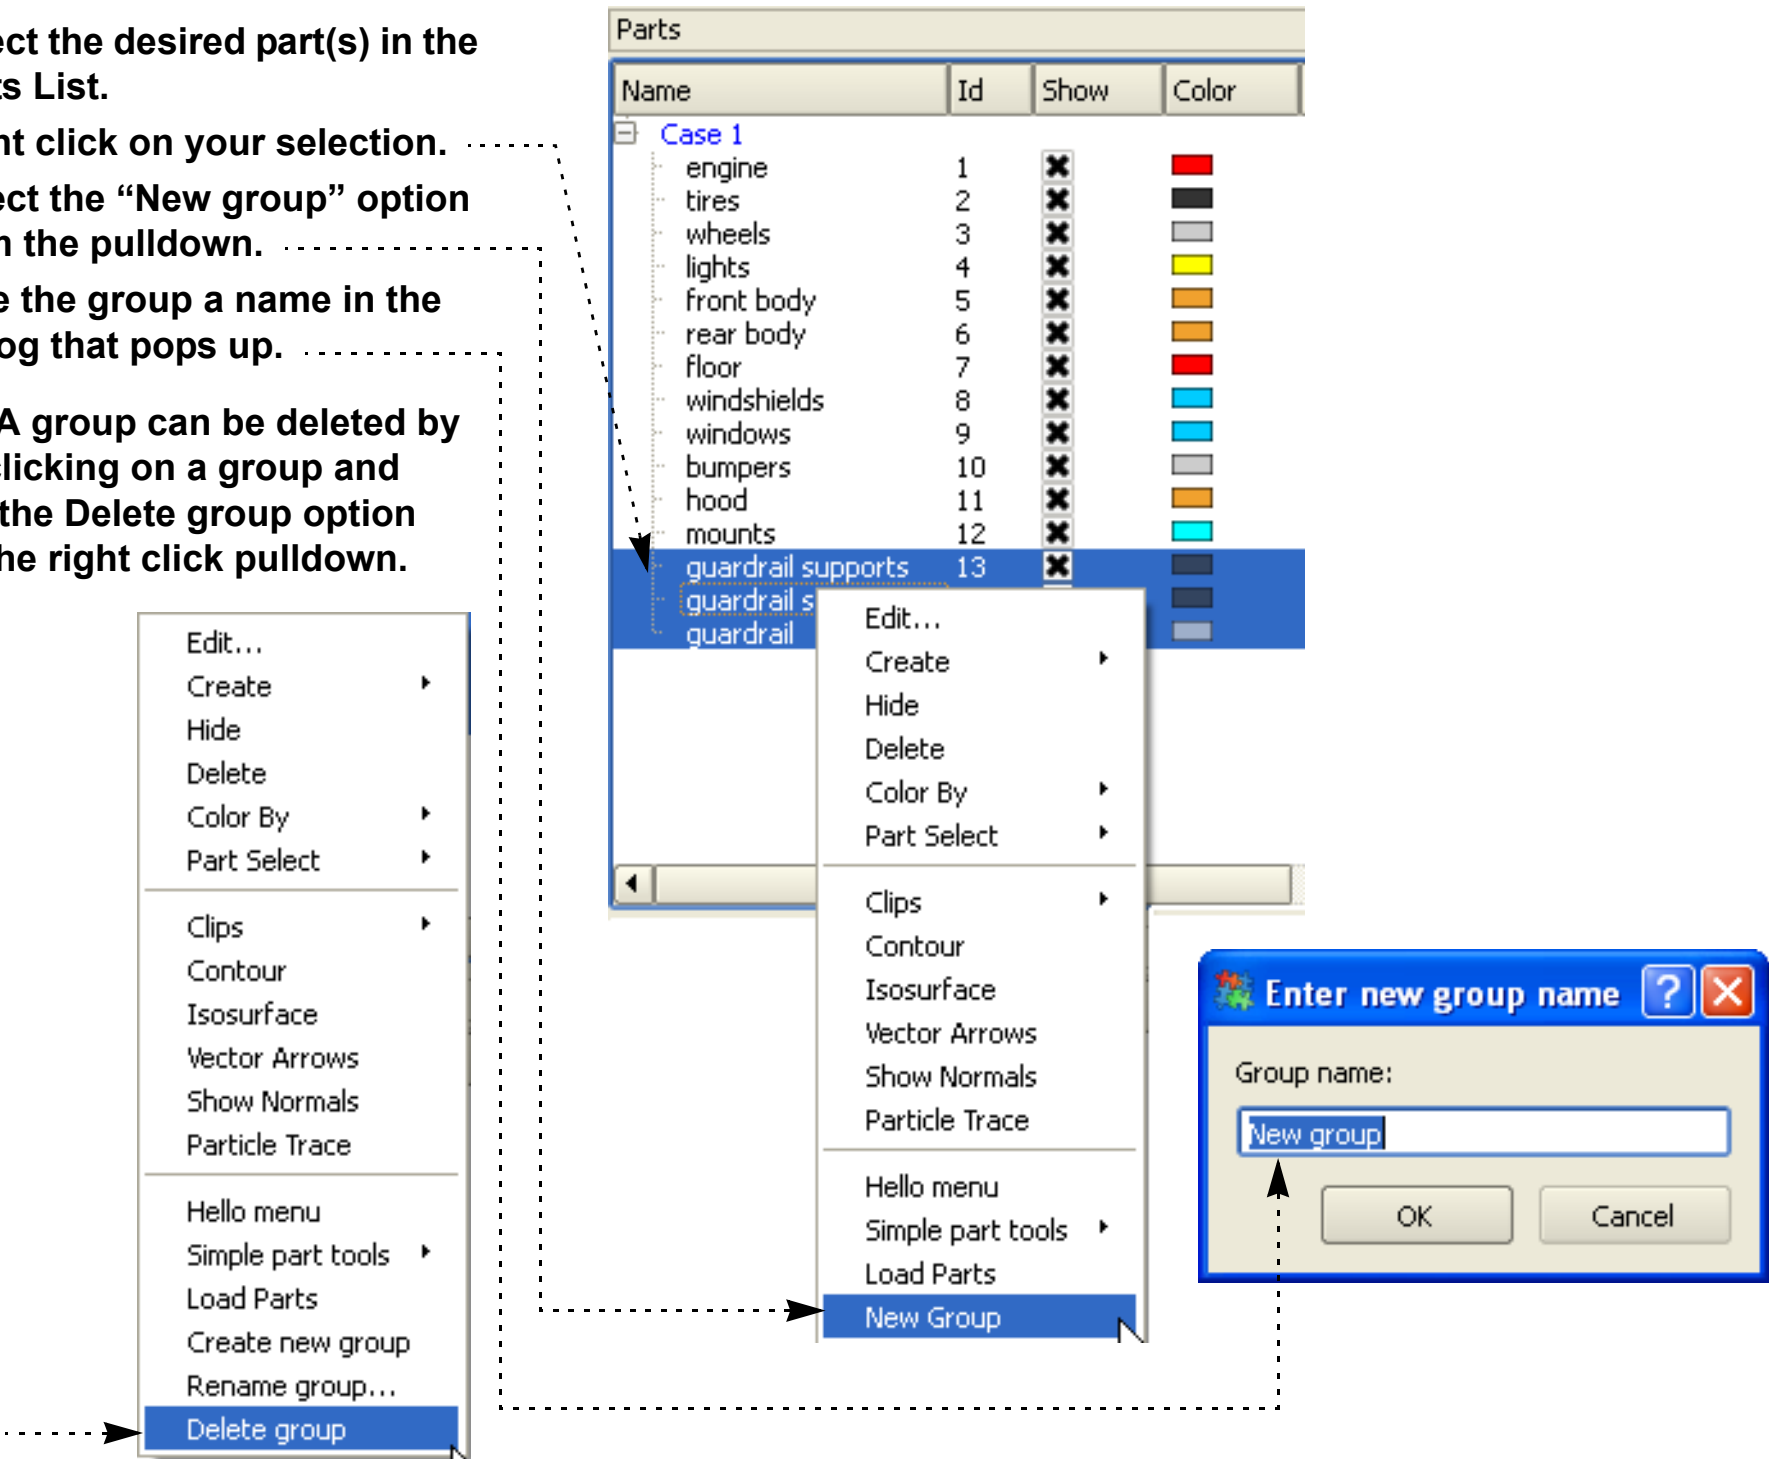 ect the desired part(s) in the
ts List.
nt click on your selection.
ect the “New group” option
n the pulldown.
e the group a name in the
og that pops up.
A group can be deleted by
clicking on a group and
the Delete group option
he right click pulldown.
Edit...
Create
Hide
Delete
Color By
Part Select
Clips
Contour
Isosurface
Vector Arrows
Show Normals
Particle Trace
Hello menu
Simple part tools
Load Parts
Create new group
Rename group...
Delete group
Parts
Name Id Show Color
Case 1
engine 1
tires 2
wheels 3
lights 4
front body 5
rear body 6
floor 7
windshields 8
windows 9
bumpers 10
hood 11
mounts 12
guardrail supports 13
guardrail s
guardrail
Edit...
Create
Hide
Delete
Color By
Part Select
Clips
Contour
Isosurface
Vector Arrows
Show Normals
Particle Trace
Hello menu
Simple part tools
Load Parts
New Group
Enter new group name
Group name:
New group
OK Cancel